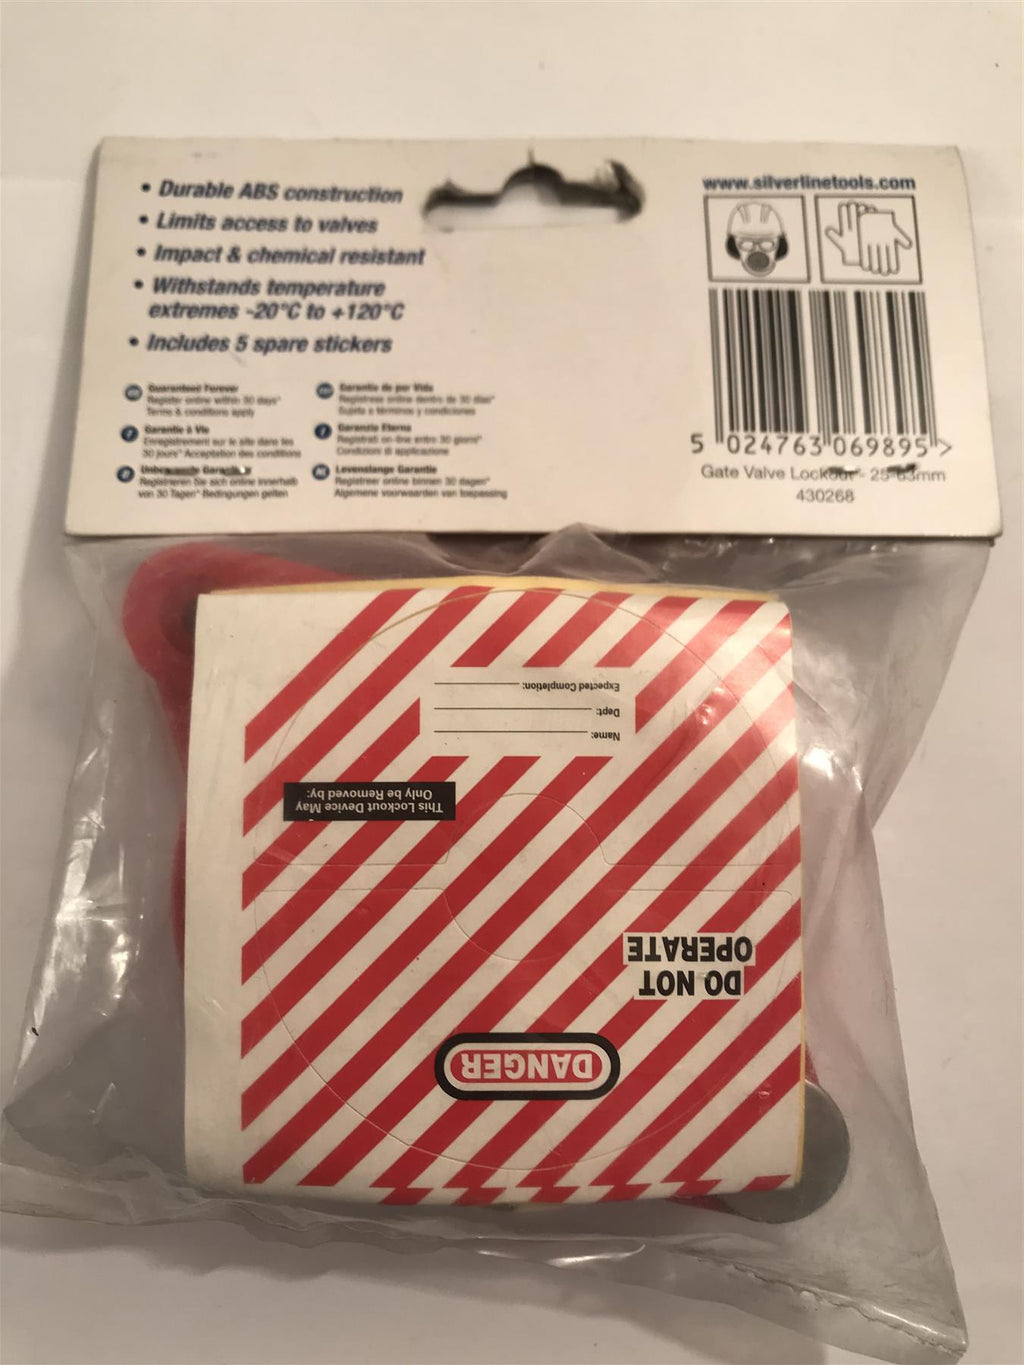 • Durable ABS construction
• Limits access to valves
• Impact & chemical resistant
• Withstands temperature
extremes -20°C to +120°C
• Includes 5 spare stickers
Guaranteed Forever
Register online within 30 days*
Terms & conditions apply
Garantie à Vie
Enregistrement sur le site dans les
30 jours* Acceptation des conditions
Unbegrenzte Garantie
Registrieren Sie sich online innerhalb
von 30 Tagen* Bedingungen gelten
Garantía de por Vida
Regístrese online dentro de 30 días*
Sujeta a términos y condiciones
Garanzia Eterna
Registrati on-line entro 30 giorni*
Condizioni di applicazione
NL Levenslange Garantie
Registreer online binnen 30 dagen*
Algemene voorwaarden van toepassing
www.silverlinetools.com
5 024763 069895 >
Gate Valve Lockout - 25-63mm
430268
DANGER
DO NOT
OPERATE
This Lockout Device May
Only be Removed by:
Name:
Dept:
Expected Completion: